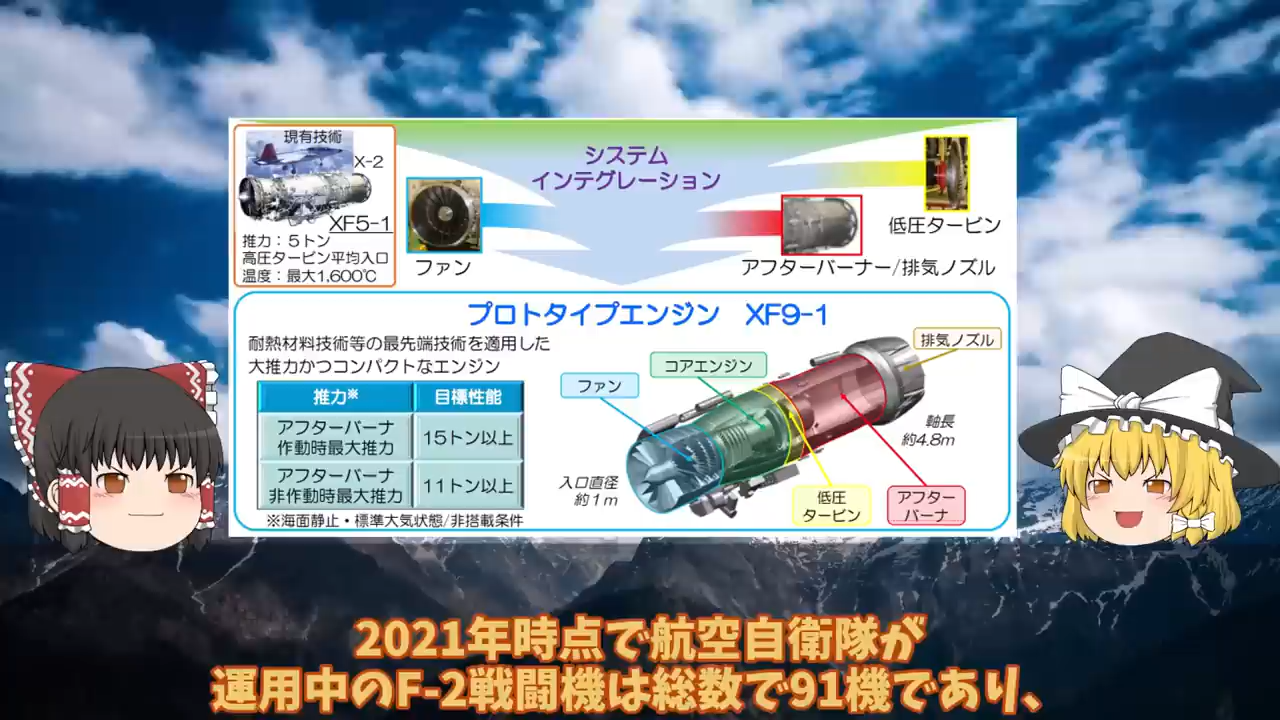 現有技術
X-2
XF5-1
推力：5トン
高圧タービン平均入口
温度：最大1,600℃
ファン
システム
インテグレーション
アフターバーナー/排気ノズル
低圧タービン
プロトタイプエンジン　XF9-1
耐熱材料技術等の最先端技術を適用した
大推力かつコンパクトなエンジン
推力※
目標性能
アフターバーナ
作動時最大推力
15トン以上
アフターバーナ
非作動時最大推力
11トン以上
※海面静止・標準大気状態/非搭載条件
ファン
コアエンジン
排気ノズル
軸長
約4.8m
入口直径
約1m
低圧
タービン
アフター
バーナ
2021年時点で航空自衛隊が
運用中のF-2戦闘機は総数で91機であり、